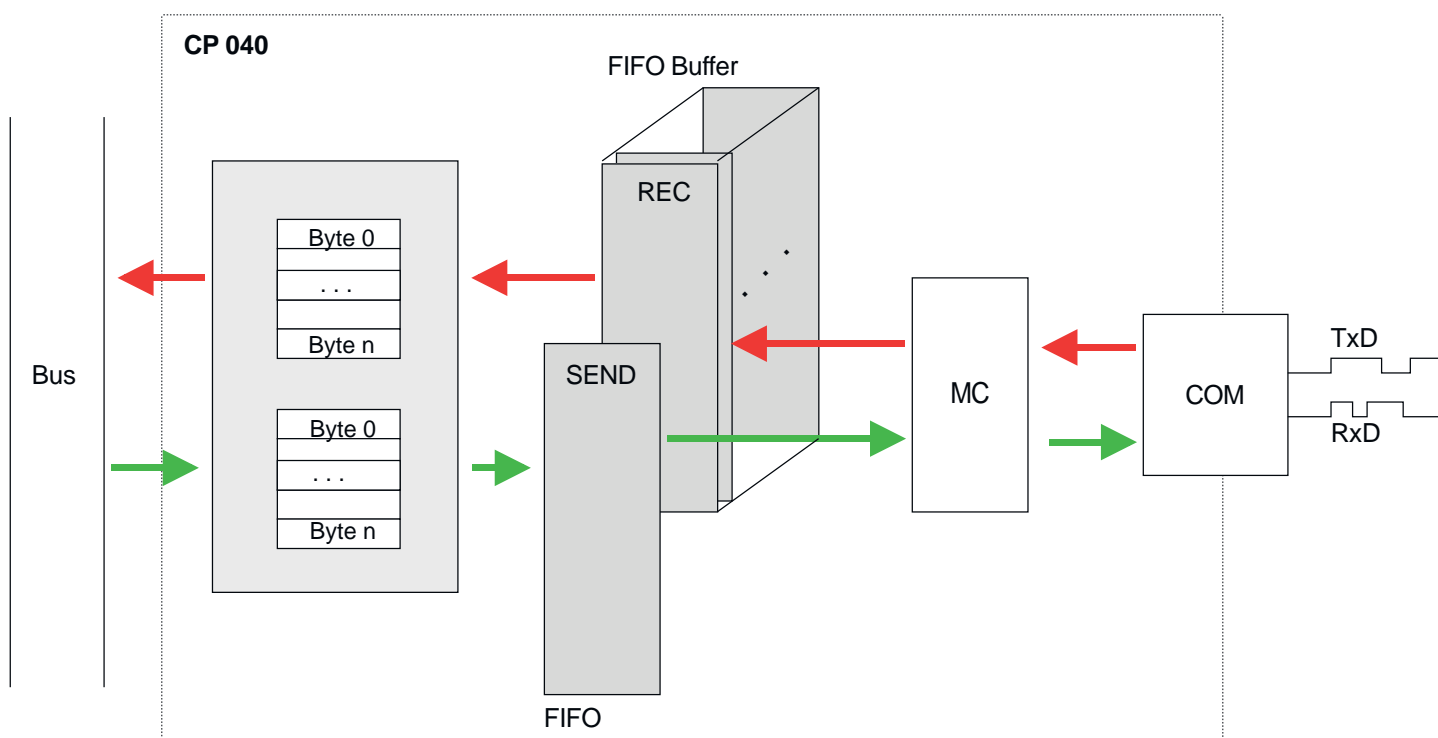 CP 040
FIFO Buffer
REC
Byte 0
. . .
Byte n
Bus
SEND
MC
COM
TxD
RxD
Byte 0
. . .
Byte n
FIFO